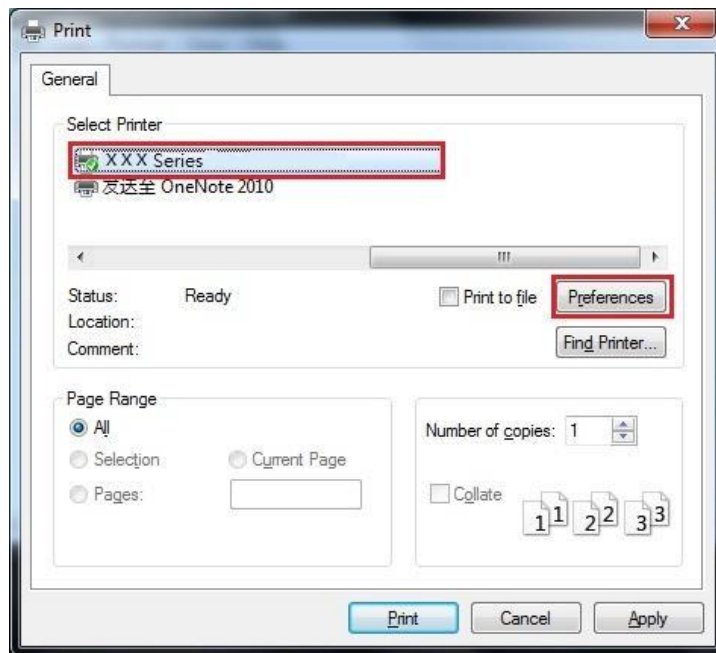 Print
General
Select Printer
X X X Series
发送至 OneNote 2010
Status: Ready
Print to file
Preferences
Location:
Comment:
Find Printer...
Page Range
All
Selection
Current Page
Pages:
Number of copies: 1
Collate
1 1 2 2 3 3
Print
Cancel
Apply